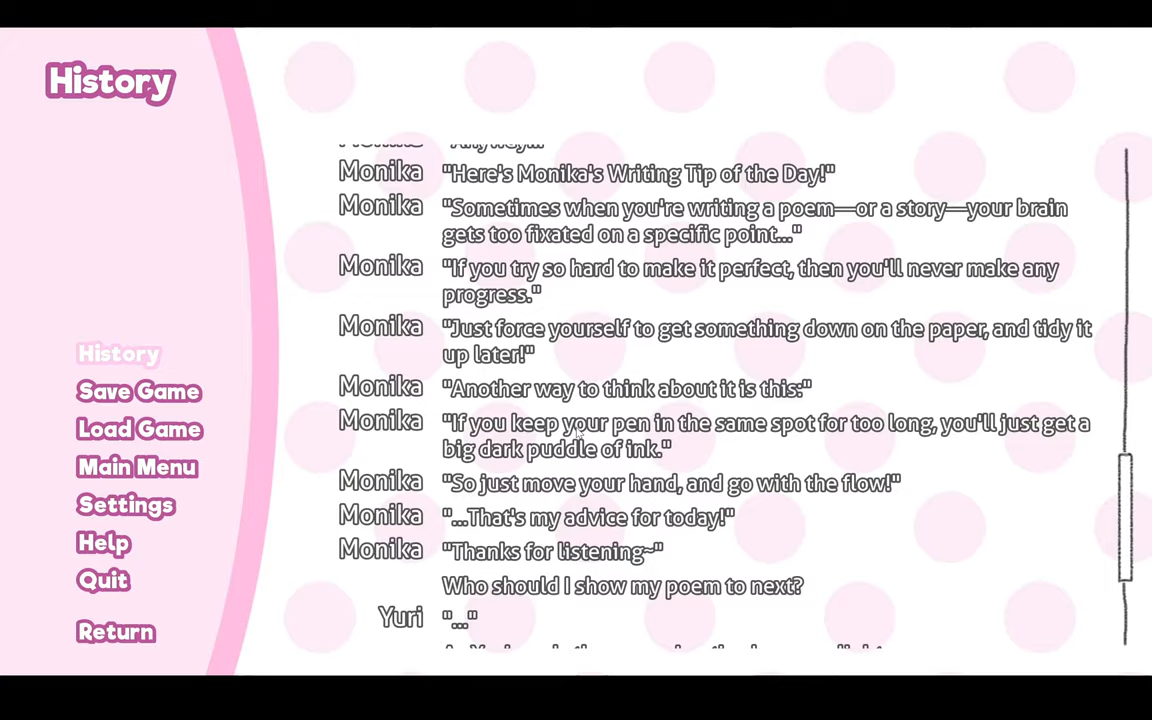 History
Monika "Here's Monika's Writing Tip of the Day!"
Monika "Sometimes when you're writing a poem—or a story—your brain
gets too fixated on a specific point..."
Monika "If you try so hard to make it perfect, then you'll never make any
progress."
Monika "Just force yourself to get something down on the paper, and tidy it
up later!"
Monika "Another way to think about it is this:"
Monika "If you keep your pen in the same spot for too long, you'll just get a
big dark puddle of ink."
Monika "So just move your hand, and go with the flow!"
Monika "...That's my advice for today!"
Monika "Thanks for listening~"
Who should I show my poem to next?
Yuri "..."
History
Save Game
Load Game
Main Menu
Settings
Help
Quit
Return